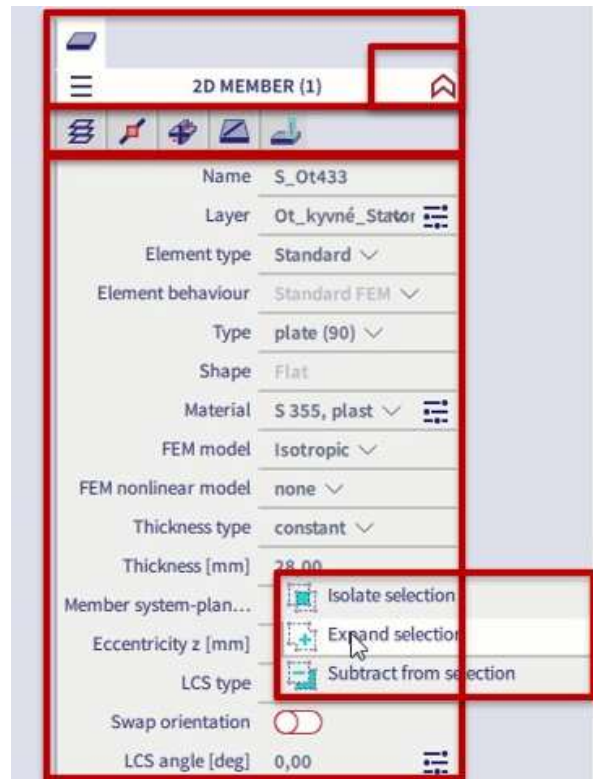 2D MEMBER (1)
Name S_Ot433
Layer
Element type Standard
Element behaviour Standard FEM
Type plate (90)
Shape Flat
Material S 355, plast
FEM model Isotropic
FEM nonlinear model none
Thickness type constant
Thickness [mm] 28,00
Isolate selection
Member system-plan...
Expand selection
Eccentricity z [mm]
Subtract from selection
LCS type
Swap orientation
LCS angle [deg] 0,00